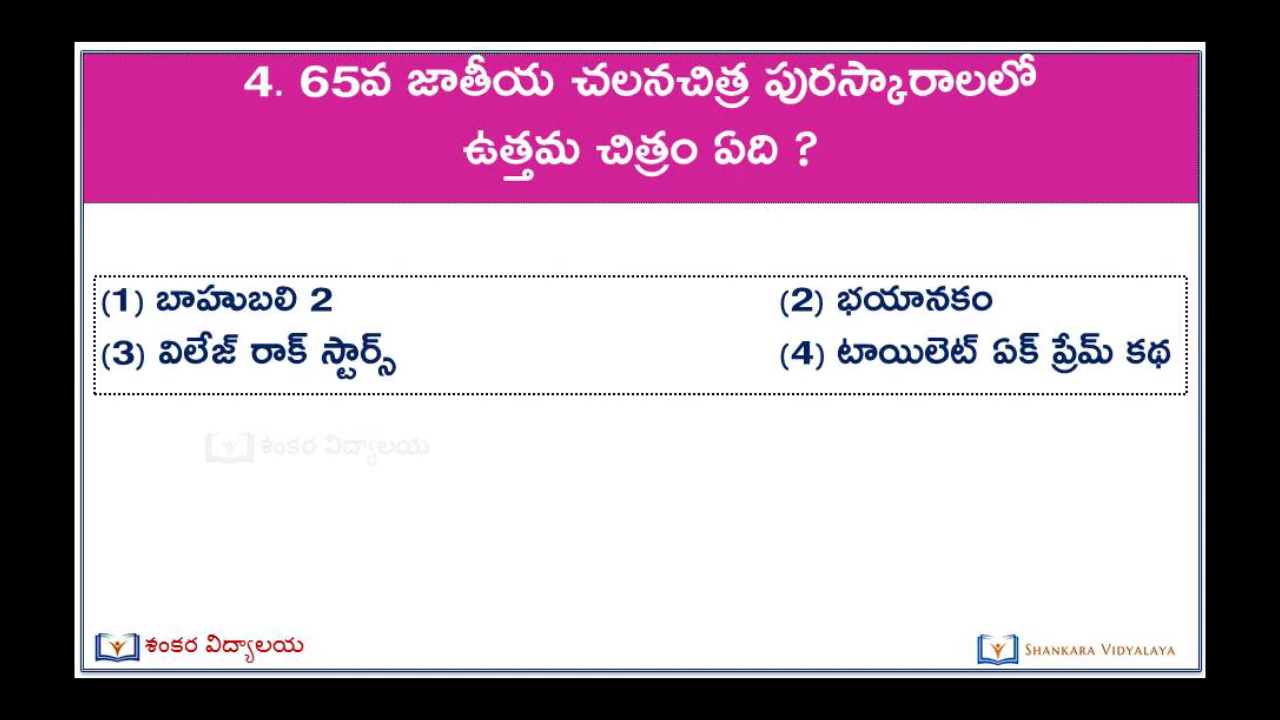 4. 65వ జాతీయ చలనచిత్ర పురస్కారాలలో
ఉత్తమ చిత్రం ఏది ?
(1) బాహుబలి 2 (2) భయానకం
(3) విలేజ్ రాక్ స్టార్స్ (4) టాయిలెట్ ఏక్ ప్రేమ్ కథ
శంకర విద్యాలయ
శంకర విద్యాలయ SHANKARA VIDYALAYA